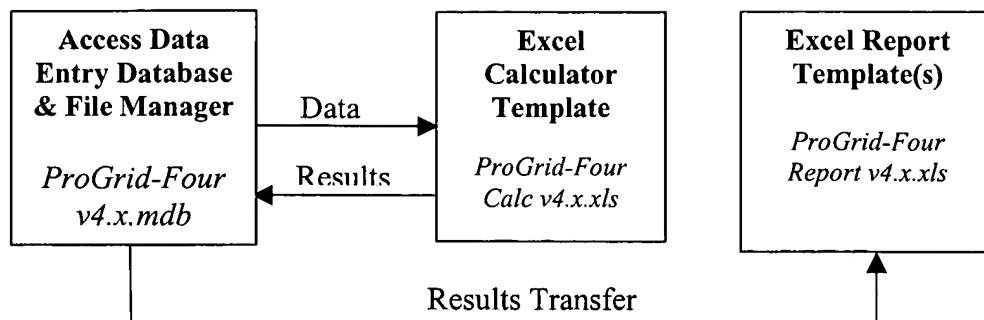 Access Data
Entry Database
& File Manager
ProGrid-Four
v4.x.mdb
Data
Results
Excel
Calculator
Template
ProGrid-Four
Calc v4.x.xls
Excel Report
Template(s)
ProGrid-Four
Report v4.x.xls
Results Transfer